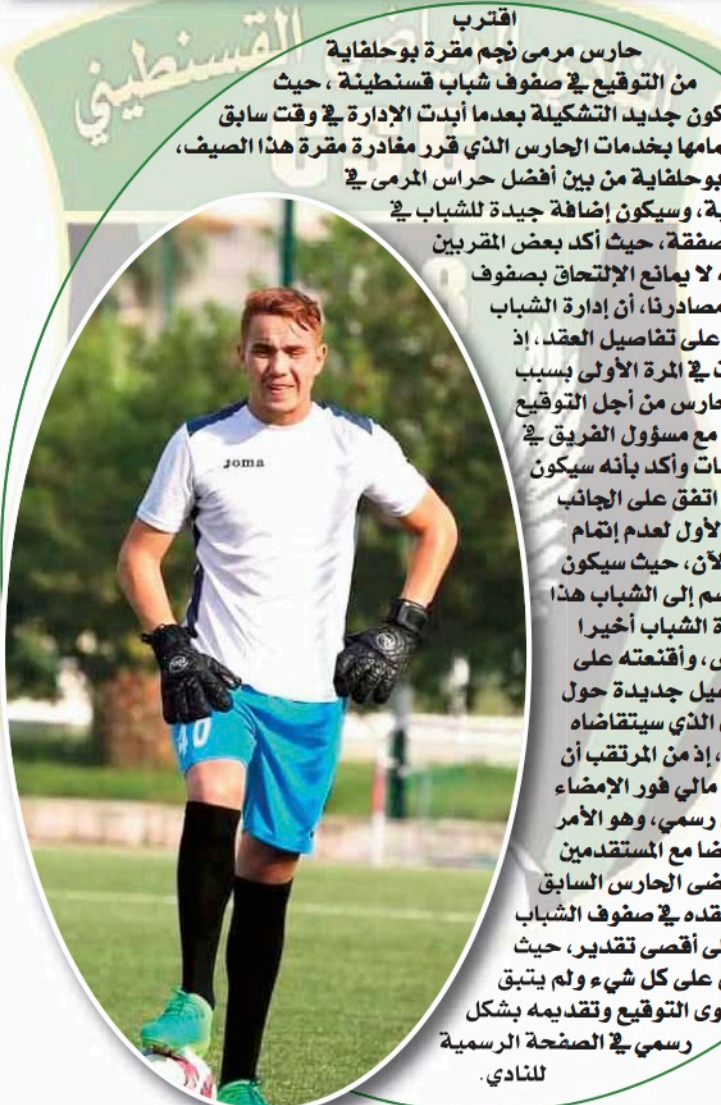 اقترب
حارس مرمى نجم مقرة بوحلفاية
من التوقيع في صفوف شباب قسنطينة ، حيث
كون جديد التشكيلة بعدما أبدت الإدارة في وقت سابق
مامها بخدمات الحارس الذي قرر مغادرة مقرة هذا الصيف،
بوحلفاية من بين أفضل حراس المرمى في
ة، وسيكون إضافة جيدة للشباب في
صفقة، حيث أكد بعض المقربين
لا يمانع الإلتحاق بصفوف
مصادرنا، أن إدارة الشباب
على تفاصيل العقد، إذ
ت في المرة الأولى بسبب
حارس من أجل التوقيع
مع مسؤول الفريق في
ات وأكد بأنه سيكون
اتفق على الجانب
لأول لعدم إتمام
لآن، حيث سيكون
سم إلى الشباب هذا
ة الشباب أخيرا
، وأقنعته على
يل جديدة حول
الذي سيتقاضاه
، إذ من المرتقب أن
مالي فور الإمضاء
رسمي، وهو الأمر
ضا مع المستقدمين
ضى الحارس السابق
قده في صفوف الشباب
ى أقصى تقدير، حيث
على كل شيء ولم يتبق
وى التوقيع وتقديمه بشكل
رسمي في الصفحة الرسمية
للنادي.
النادي الرياضي القسنطيني
CSC
joma
40